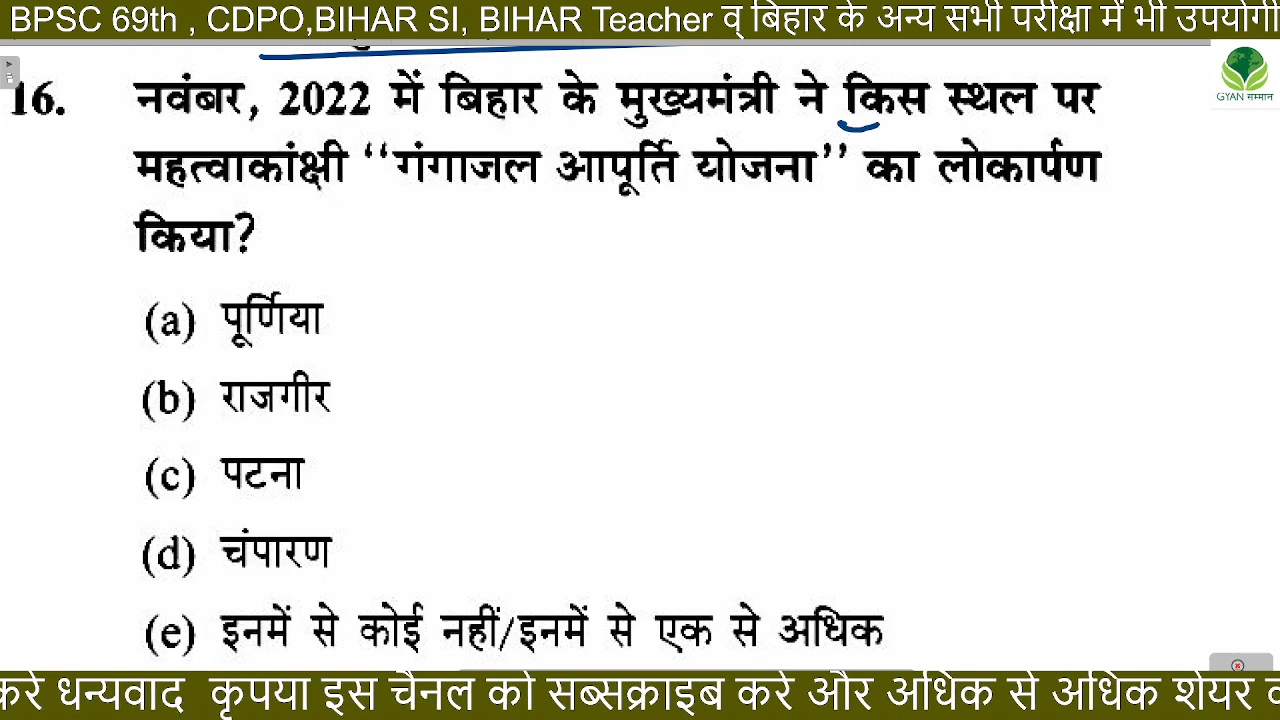 BPSC 69th , CDPO,BIHAR SI, BIHAR Teacher व् बिहार के अन्य सभी परीक्षा में भी उपयोगी
GYAN सम्मान
16. नवंबर, 2022 में बिहार के मुख्यमंत्री ने किस स्थल पर
महत्वाकांक्षी ‘‘गंगाजल आपूर्ति योजना’’ का लोकार्पण
किया?
(a) पूर्णिया
(b) राजगीर
(c) पटना
(d) चंपारण
(e) इनमें से कोई नहीं/इनमें से एक से अधिक
करे धन्यवाद कृपया इस चैनल को सब्सक्राइब करे और अधिक से अधिक शेयर